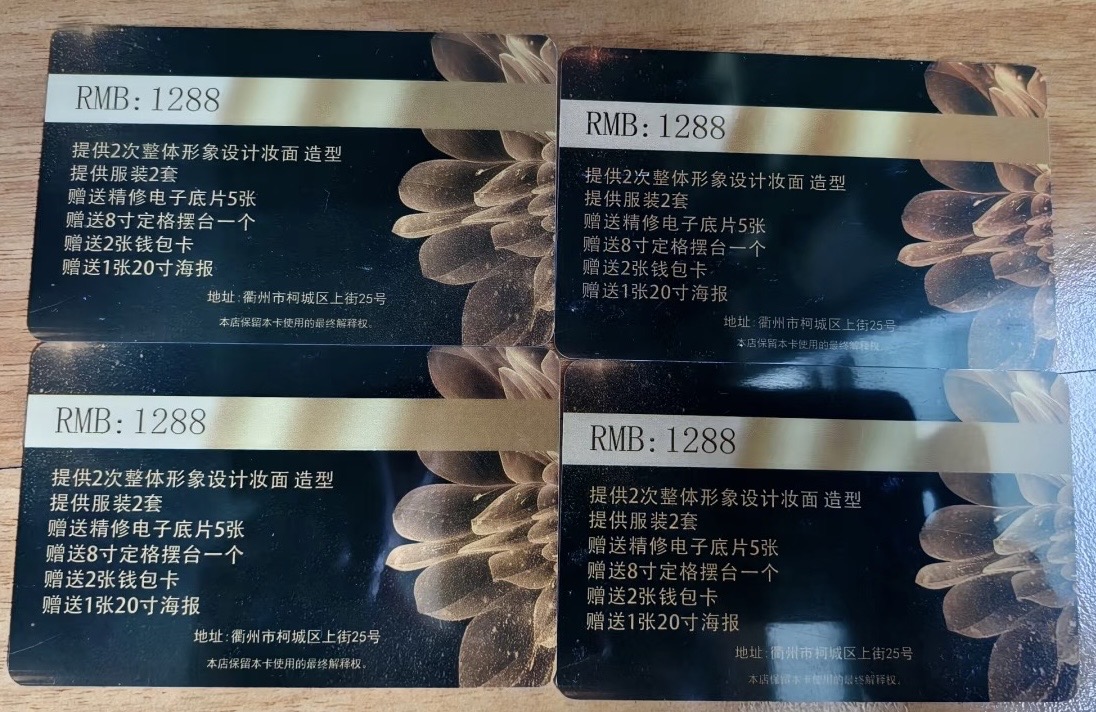 RMB: 1288
提供2次整体形象设计妆面 造型
提供服装2套
赠送精修电子底片5张
赠送8寸定格摆台一个
赠送2张钱包卡
赠送1张20寸海报
地址:衢州市柯城区上街25号
本店保留本卡使用的最终解释权。
RMB: 1288
提供2次整体形象设计妆面 造型
提供服装2套
赠送精修电子底片5张
赠送8寸定格摆台一个
赠送2张钱包卡
赠送1张20寸海报
地址:衢州市柯城区上街25号
本店保留本卡使用的最终解释权
RMB: 1288
提供2次整体形象设计妆面 造型
提供服装2套
赠送精修电子底片5张
赠送8寸定格摆台一个
赠送2张钱包卡
赠送1张20寸海报
地址:衢州市柯城区上街25号
本店保留本卡使用的最终解释权。
RMB: 1288
提供2次整体形象设计妆面 造型
提供服装2套
赠送精修电子底片5张
赠送8寸定格摆台一个
赠送2张钱包卡
赠送1张20寸海报
地址:衢州市柯城区上街25号
本店保留本卡使用的最终解释权。